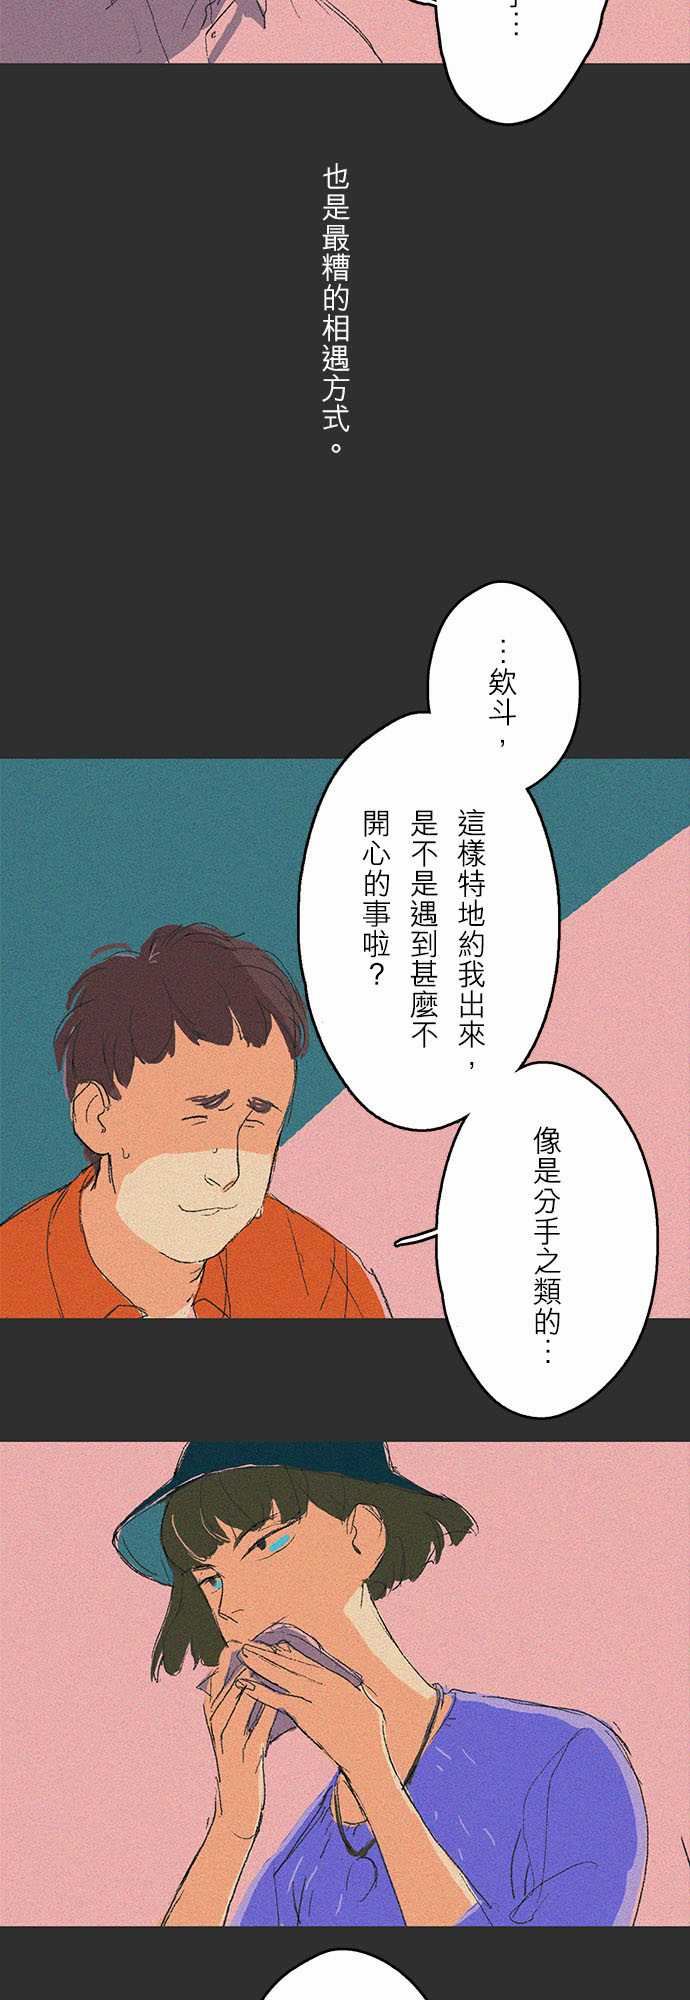 也是最糟的相遇方式。
…欸斗，
這樣特地約我出來，
是不是遇到甚麼不
開心的事啦？
像是分手之類的…